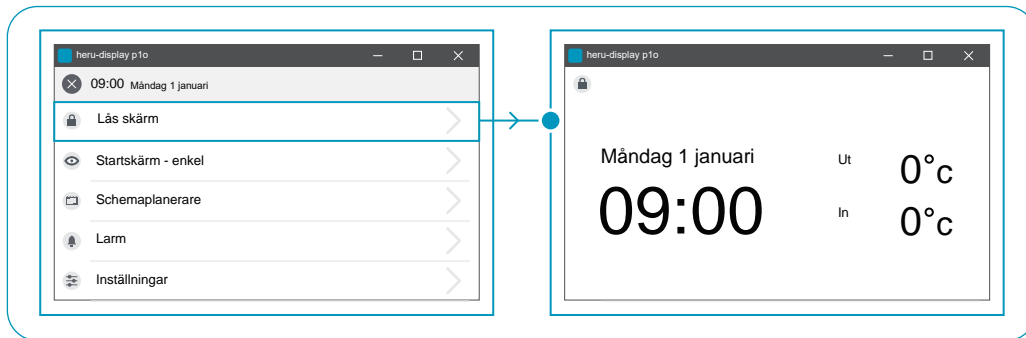 heru-display p1o
09:00 Måndag 1 januari
Lås skärm
Startskärm - enkel
Schemaplanerare
Larm
Inställningar
heru-display p1o
Måndag 1 januari
09:00
Ut 0°c
In 0°c